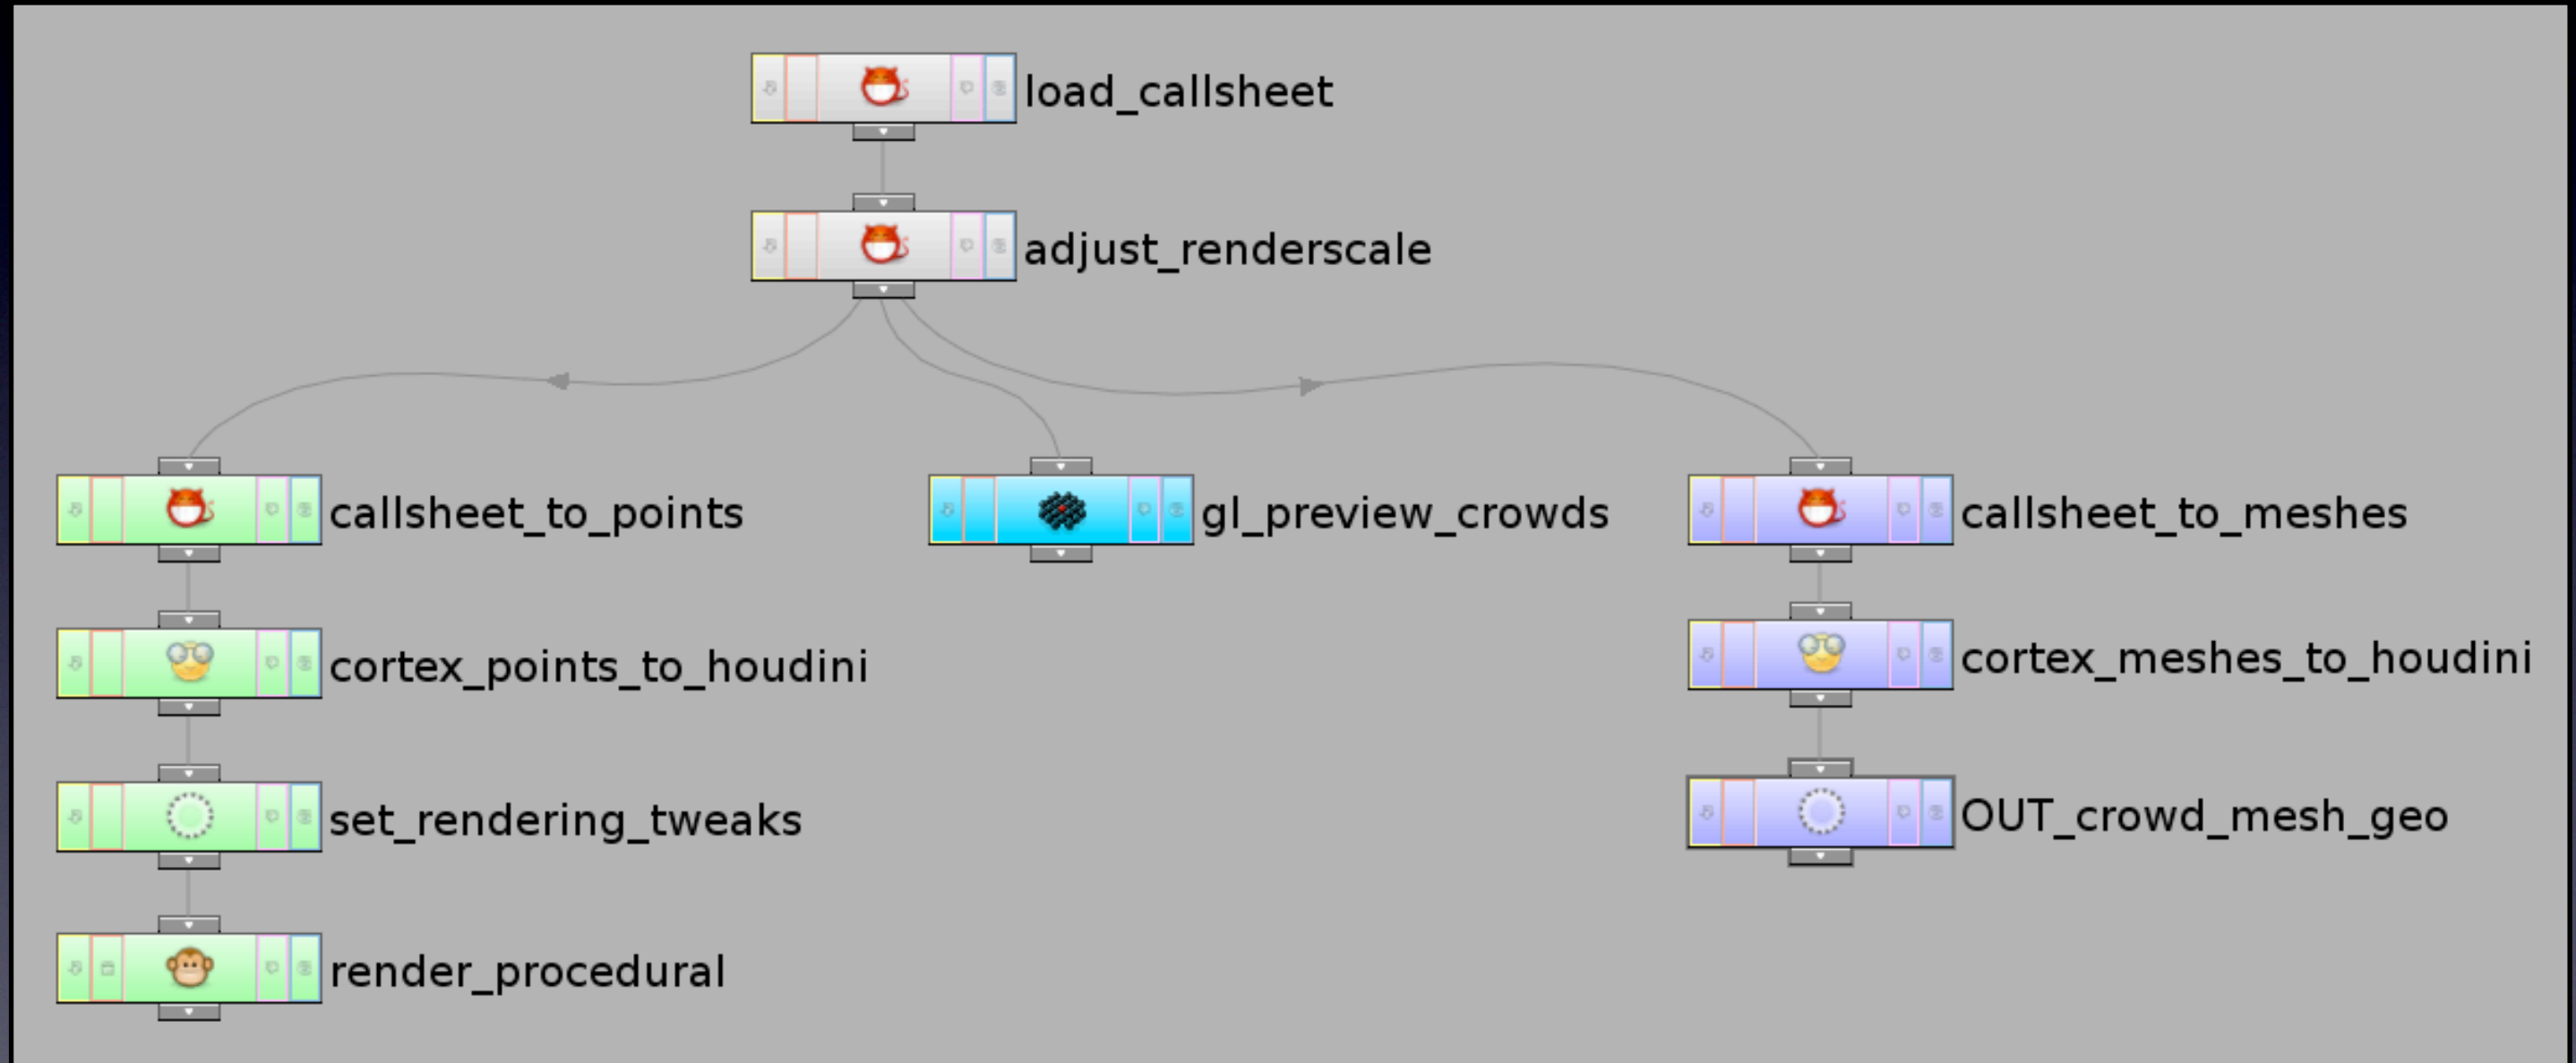 load_callsheet
adjust_renderscale
callsheet_to_points
gl_preview_crowds
callsheet_to_meshes
cortex_points_to_houdini
cortex_meshes_to_houdini
set_rendering_tweaks
OUT_crowd_mesh_geo
render_procedural